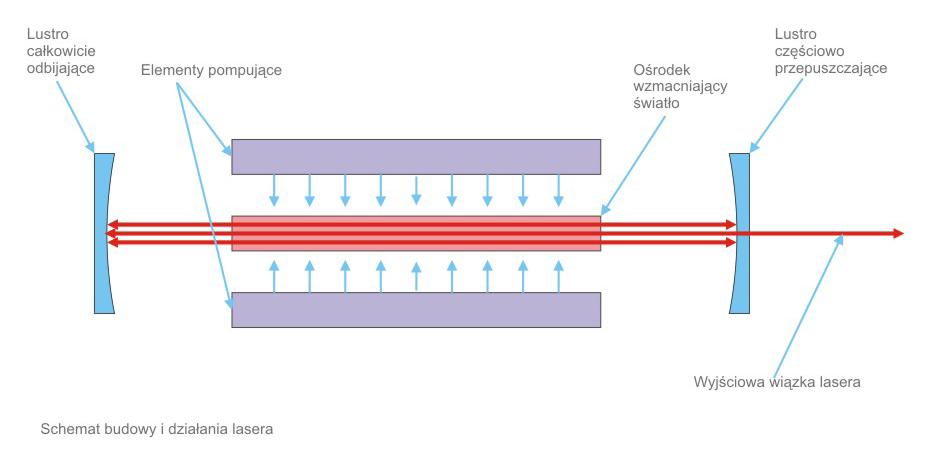 Lustro
całkowicie
odbijające
Elementy pompujące
Ośrodek
wzmacniający
światło
Lustro
częściowo
przepuszczające
Wyjściowa wiązka lasera
Schemat budowy i działania lasera